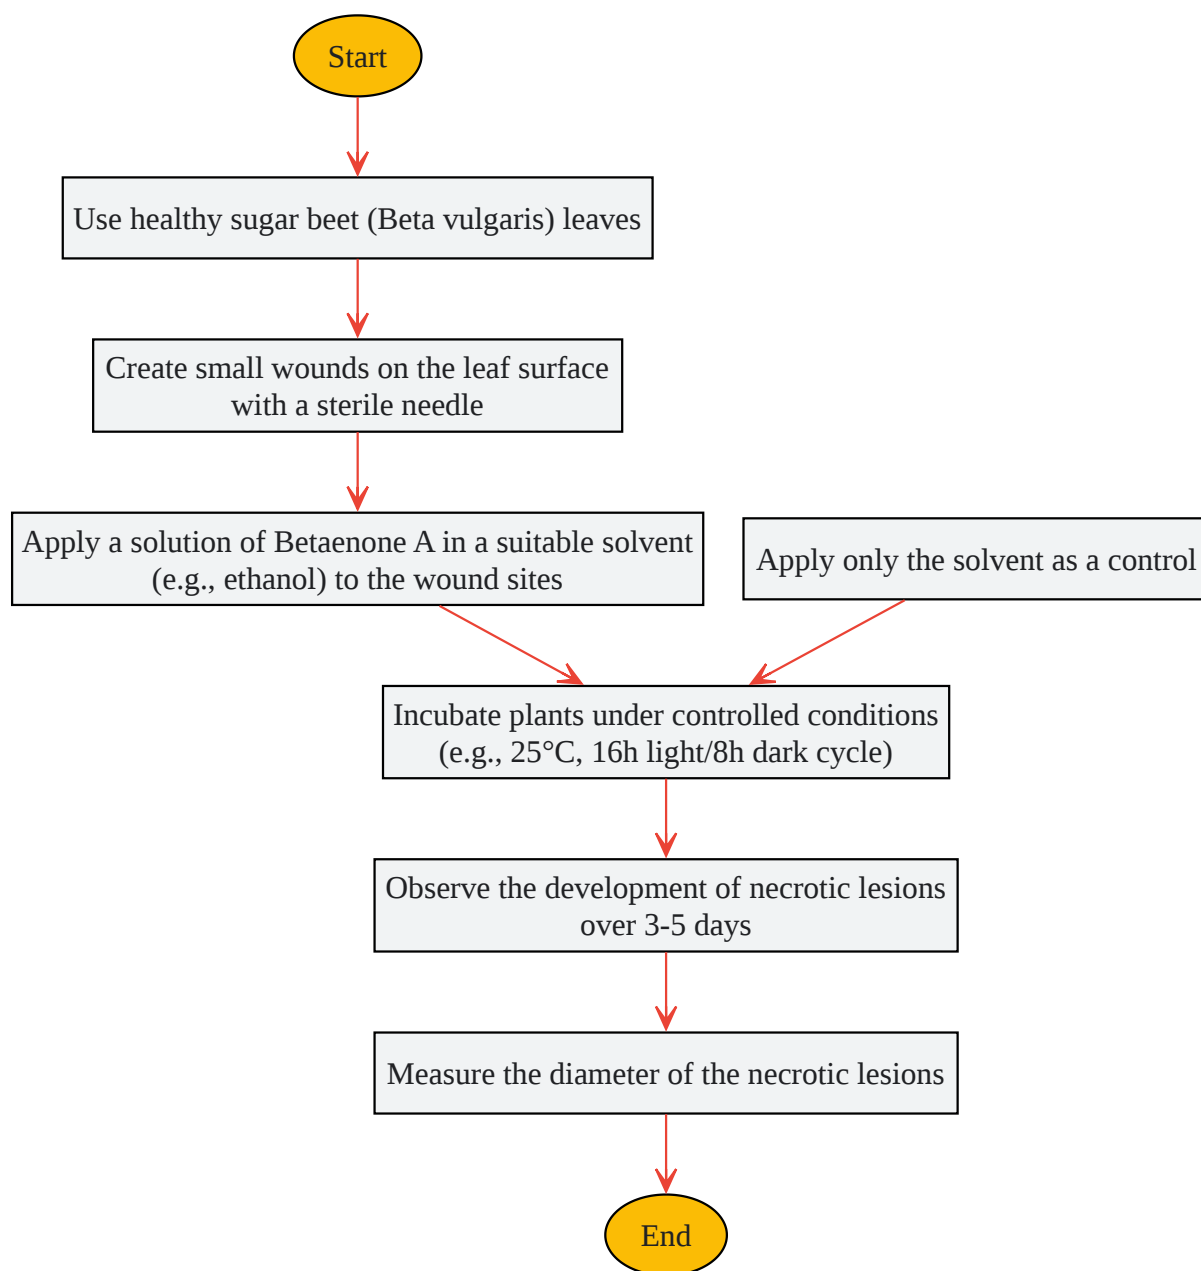 Start
Use healthy sugar beet (Beta vulgaris) leaves
Create small wounds on the leaf surface
with a sterile needle
Apply a solution of Betaenone A in a suitable solvent
(e.g., ethanol) to the wound sites
Apply only the solvent as a control
Incubate plants under controlled conditions
(e.g., 25°C, 16h light/8h dark cycle)
Observe the development of necrotic lesions
over 3-5 days
Measure the diameter of the necrotic lesions
End